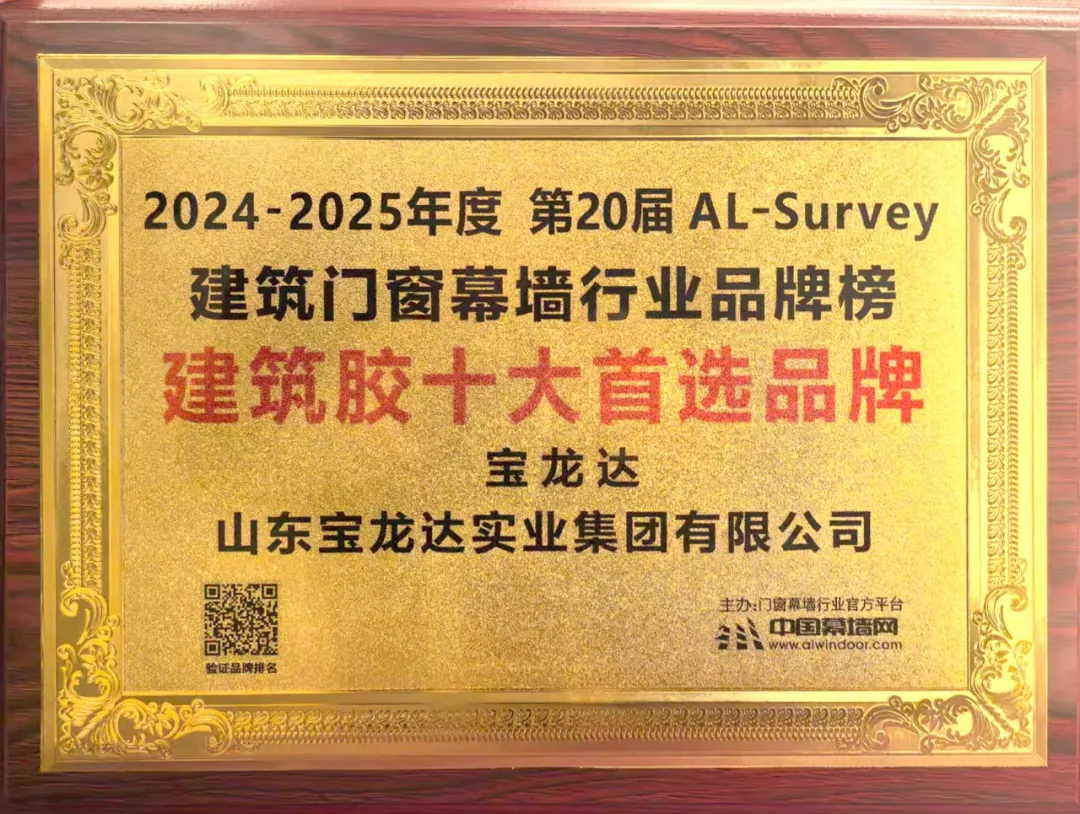 2024-2025年度 第20届 AL-Survey
建筑门窗幕墙行业品牌榜
建筑胶十大首选品牌
宝龙达
山东宝龙达实业集团有限公司
验证品牌排名
主办:门窗幕墙行业官方平台
中国幕墙网
www.alwindoor.com